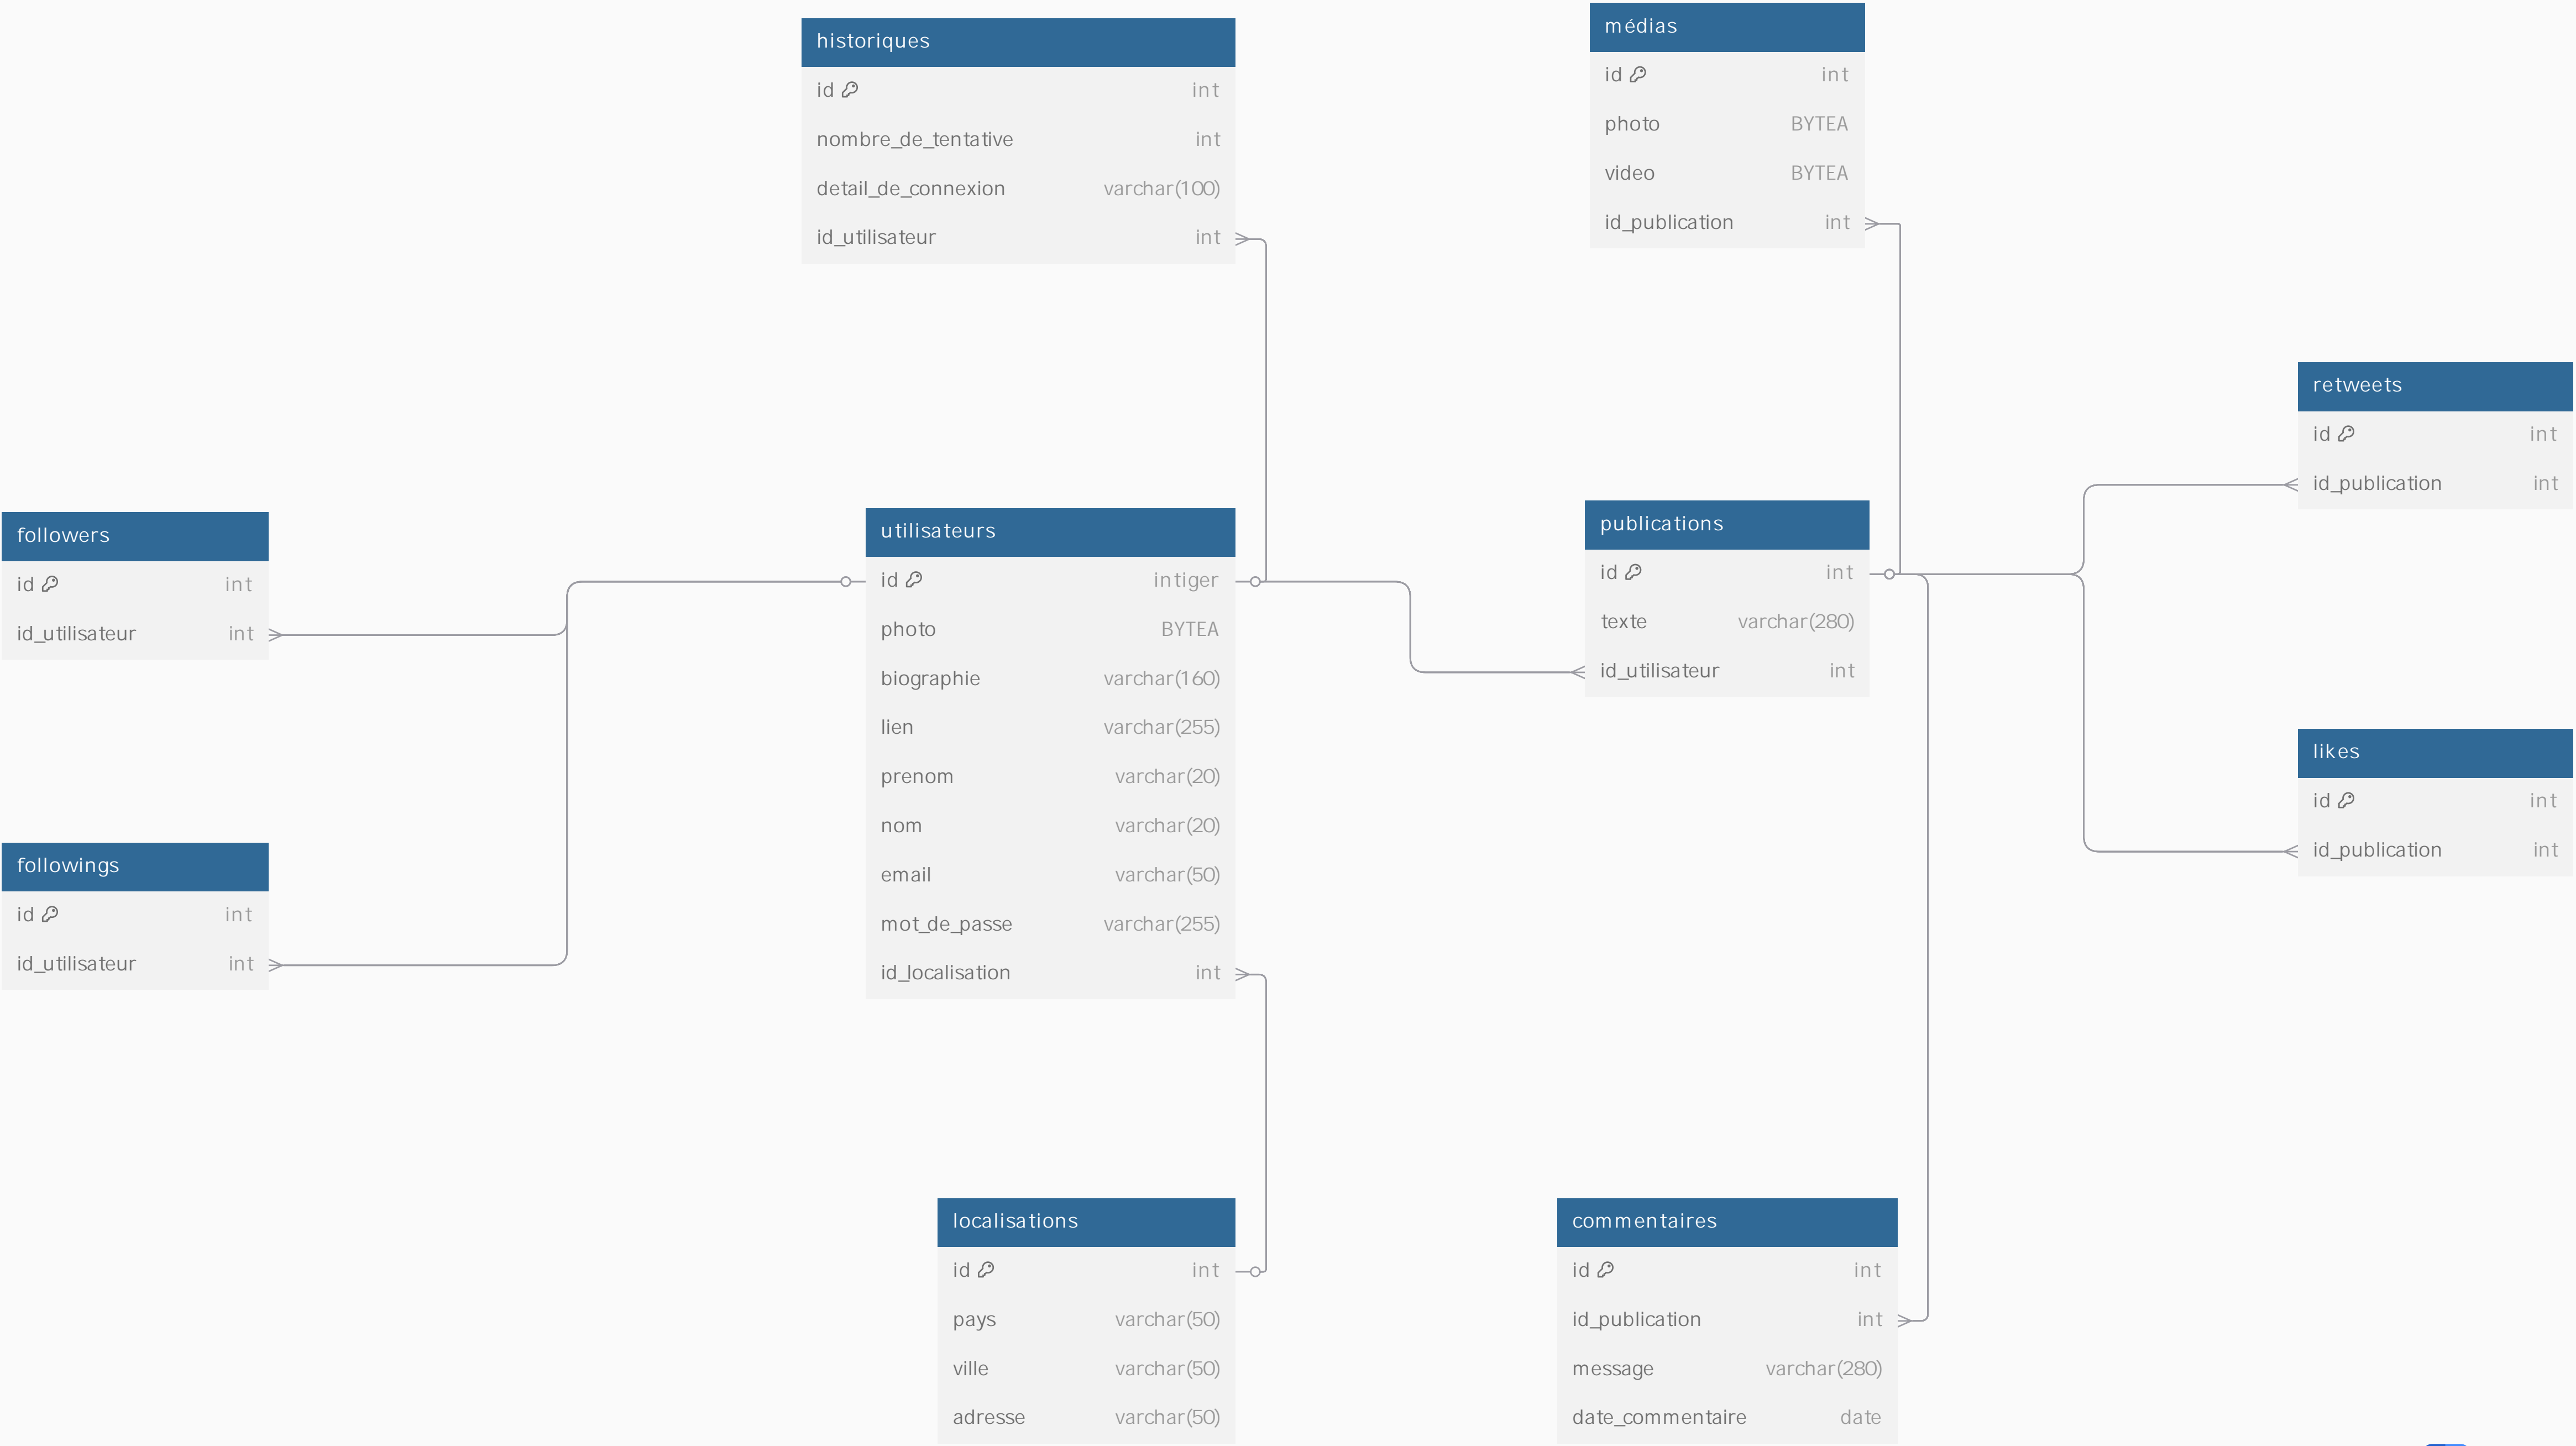 historiques
id int
nombre_de_tentative int
detail_de_connexion varchar(100)
id_utilisateur int
médias
id int
photo BYTEA
video BYTEA
id_publication int
retweets
id int
id_publication int
followers
id int
id_utilisateur int
utilisateurs
id intiger
photo BYTEA
biographie varchar(160)
lien varchar(255)
prenom varchar(20)
nom varchar(20)
email varchar(50)
mot_de_passe varchar(255)
id_localisation int
publications
id int
texte varchar(280)
id_utilisateur int
likes
id int
id_publication int
followings
id int
id_utilisateur int
localisations
id int
pays varchar(50)
ville varchar(50)
adresse varchar(50)
commentaires
id int
id_publication int
message varchar(280)
date_commentaire date